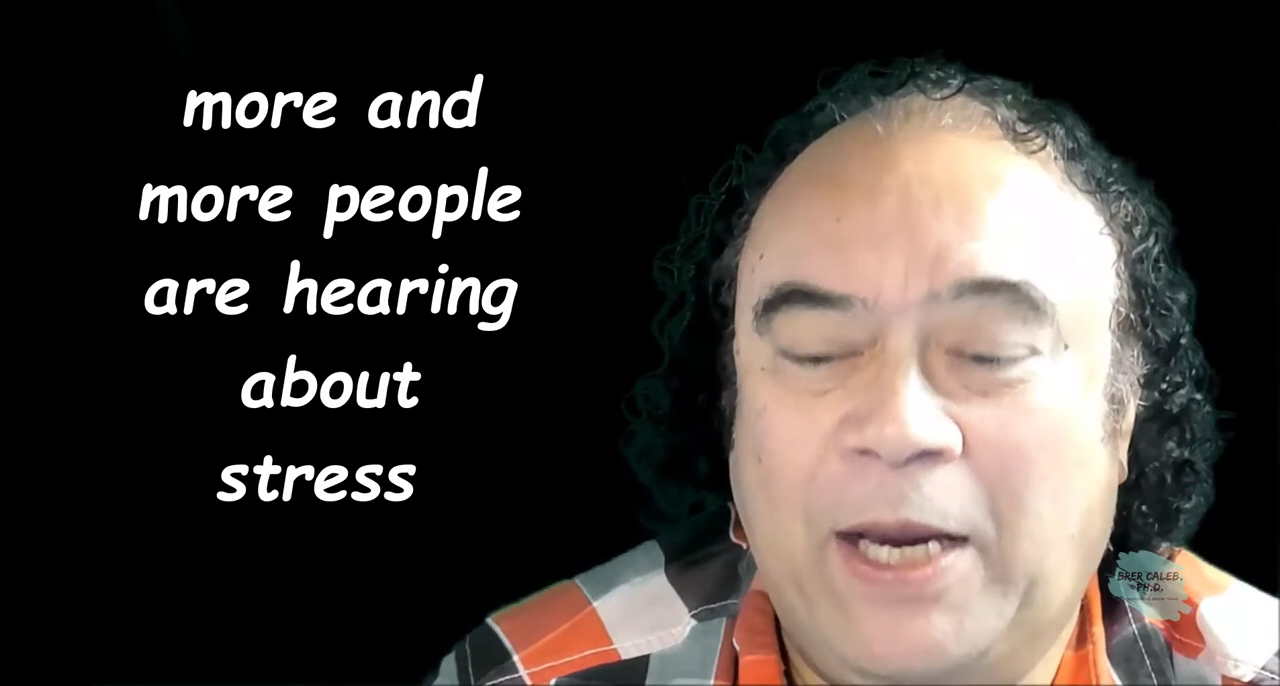 more and
more people
are hearing
about
stress
BRER CALEB,
PH.D.